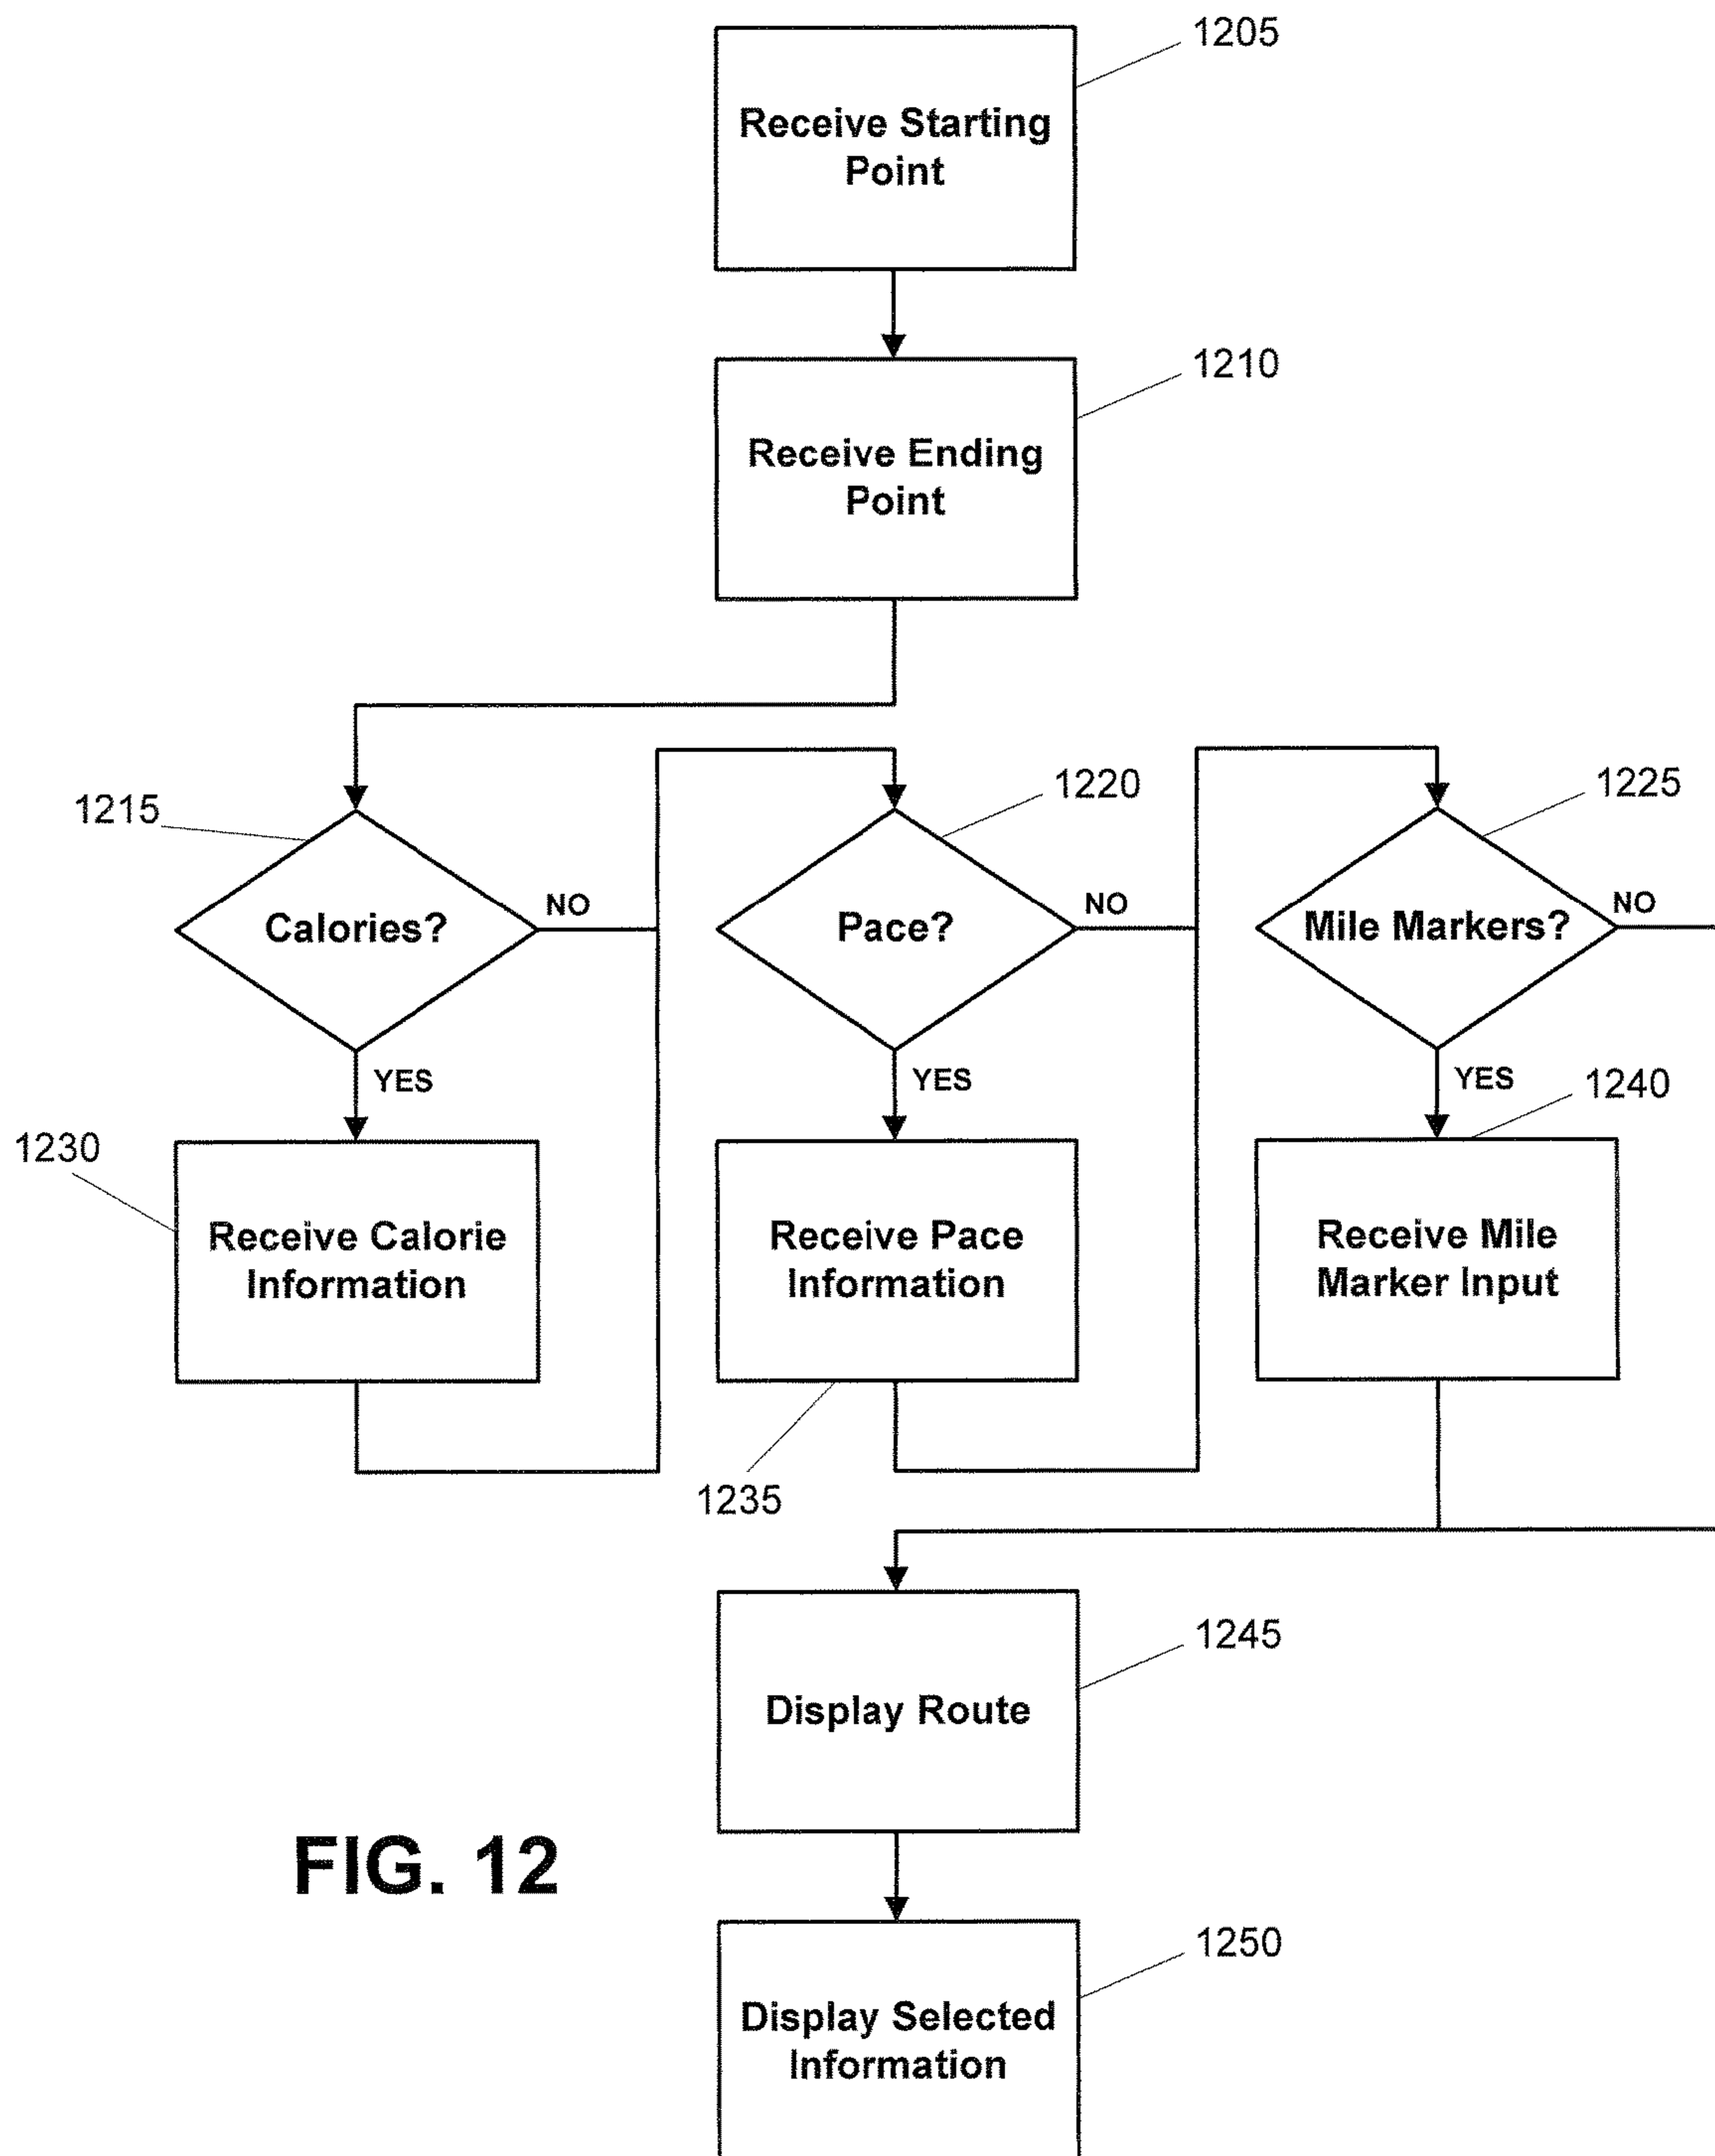 1205
Receive Starting
Point
1210
Receive Ending
Point
1215
1220
1225
Calories?
NO
Pace?
NO
Mile Markers?
NO
YES
YES
YES
1230
1240
Receive Calorie
Information
Receive Pace
Information
Receive Mile
Marker Input
1235
1245
Display Route
FIG. 12
1250
Display Selected
Information